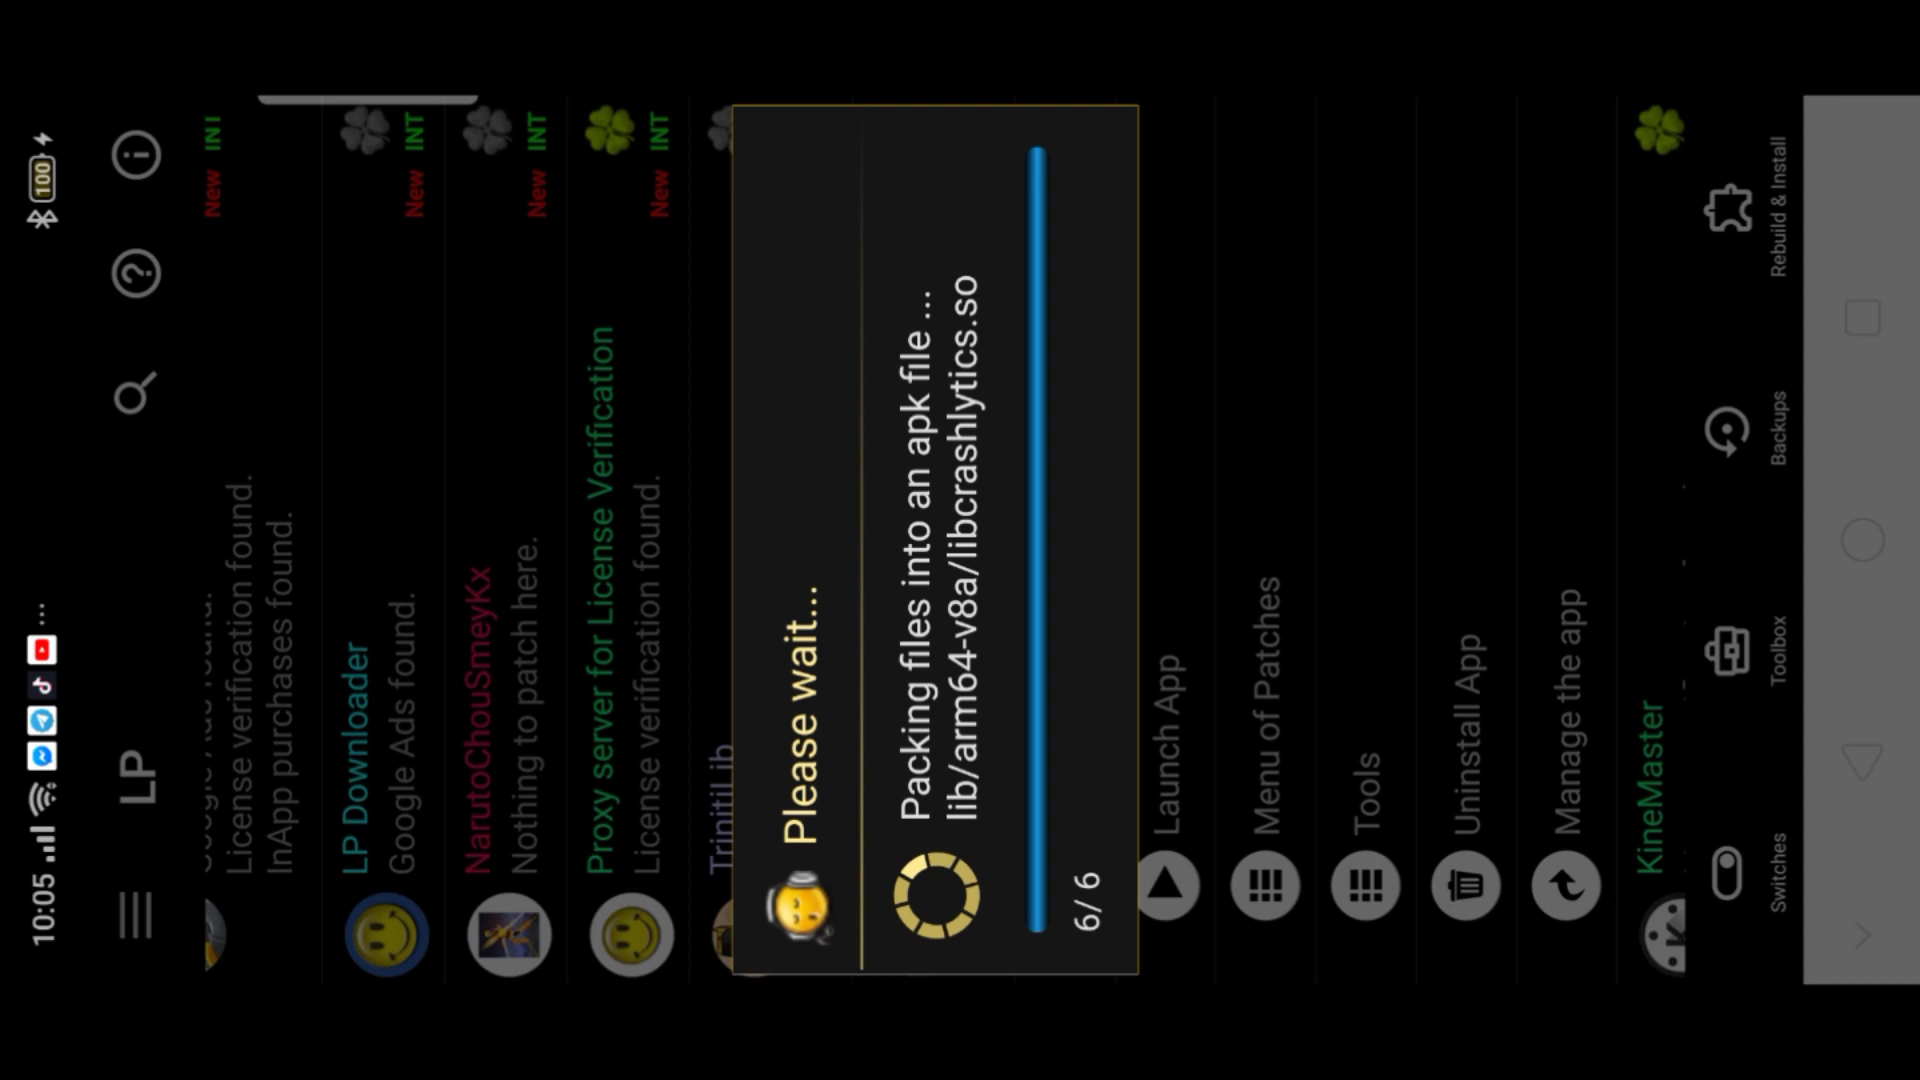 10:05 ... 100
LP
INT
New
License verification found.
InApp purchases found.
LP Downloader
INT
Google Ads found.
New
NarutoChouSmeyKx
INT
Nothing to patch here.
New
Proxy server for License Verification
INT
License verification found.
New
TrinitiLib
Please wait...
Packing files into an apk file ...
lib/arm64-v8a/libcrashlytics.so
6/ 6
Launch App
Menu of Patches
Tools
Uninstall App
Manage the app
KineMaster
Switches
Toolbox
Backups
Rebuild & Install